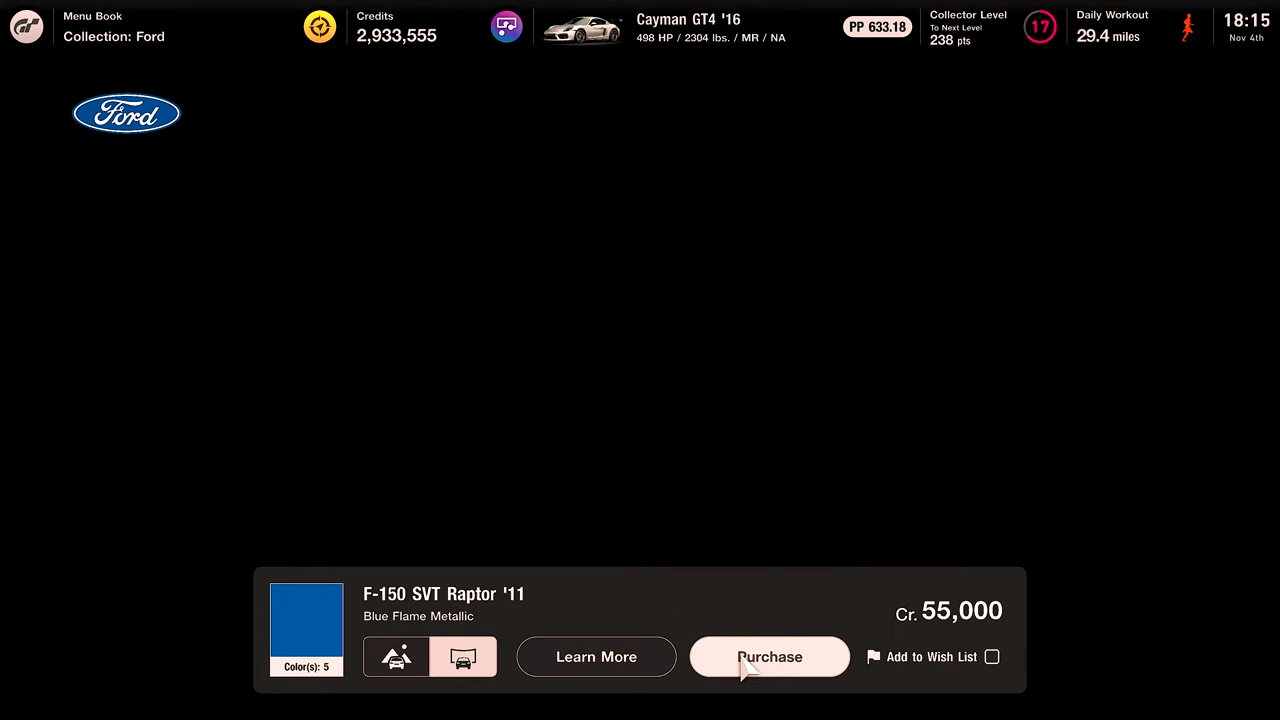 Menu Book
Collection: Ford
Credits
2,933,555
Cayman GT4 '16
498 HP / 2304 lbs. / MR / NA
PP 633.18
Collector Level
To Next Level
238 pts
17
Daily Workout
29.4 miles
18:15
Nov 4th
Ford
F-150 SVT Raptor '11
Blue Flame Metallic
Cr. 55,000
Color(s): 5
Learn More
Purchase
Add to Wish List